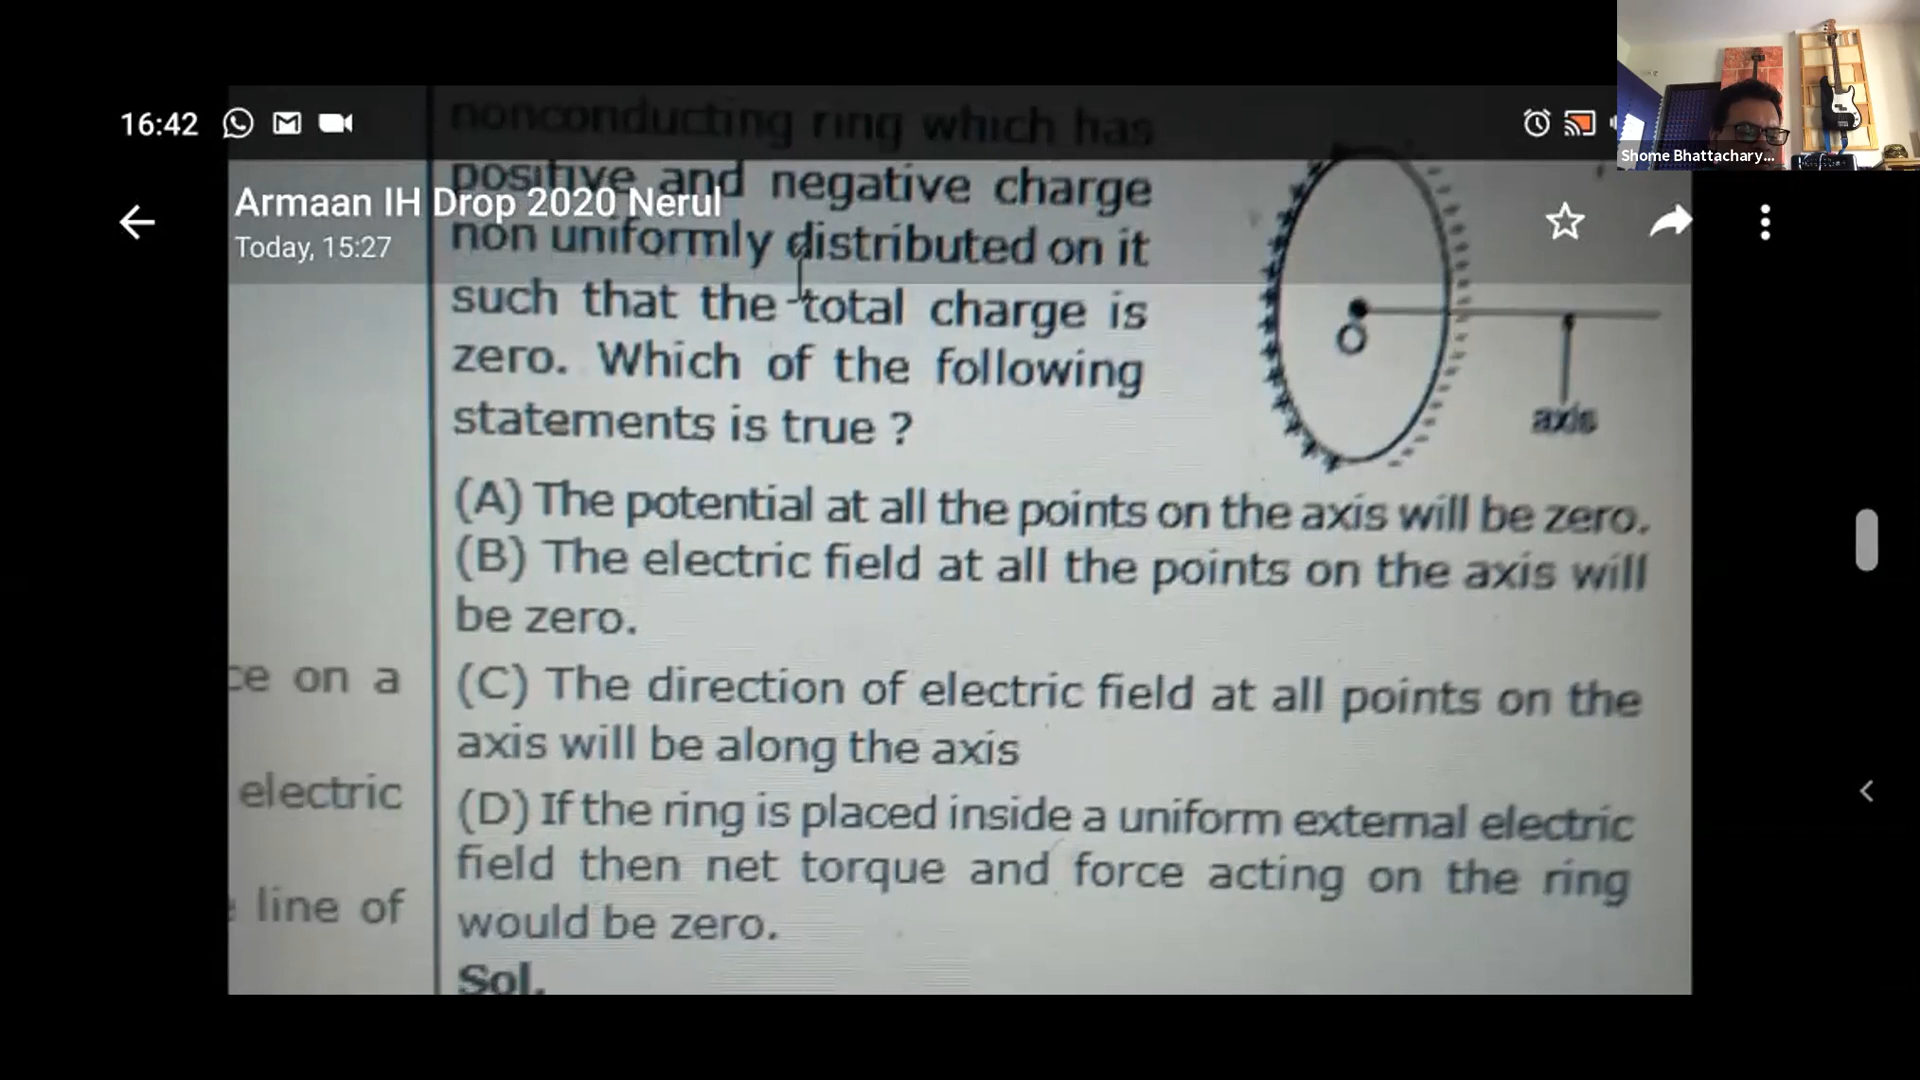 16:42
Shome Bhattachary...
nonconducting ring which has
positive and negative charge
Armaan IH Drop 2020 Nerul
Today, 15:27
non uniformly distributed on it
such that the total charge is
zero. Which of the following
statements is true ?
O
axis
(A) The potential at all the points on the axis will be zero.
(B) The electric field at all the points on the axis will
be zero.
(C) The direction of electric field at all points on the
axis will be along the axis
(D) If the ring is placed inside a uniform external electric
field then net torque and force acting on the ring
would be zero.
Sol.
ce on a
electric
line of